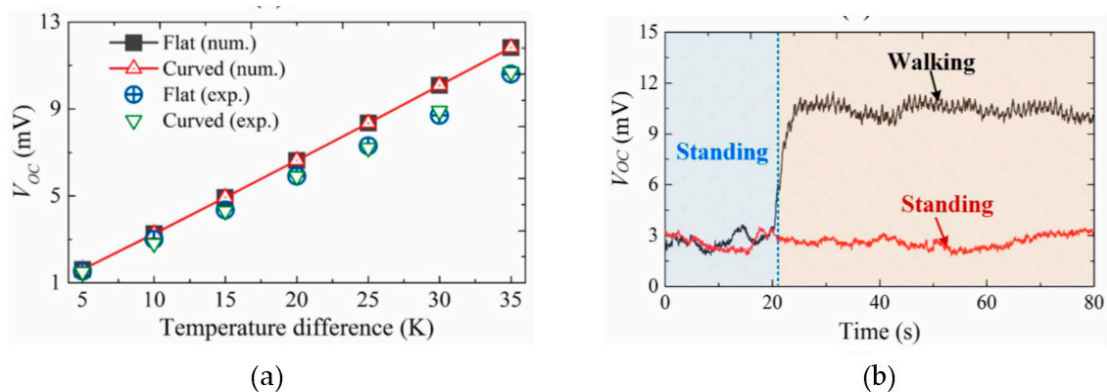 13
9
5
1
V_OC (mV)
Flat (num.)
Curved (num.)
Flat (exp.)
Curved (exp.)
5 10 15 20 25 30 35
Temperature difference (K)
(a)
15
12
9
6
3
0
Voc (mV)
Walking
Standing
Standing
0 20 40 60 80
Time (s)
(b)